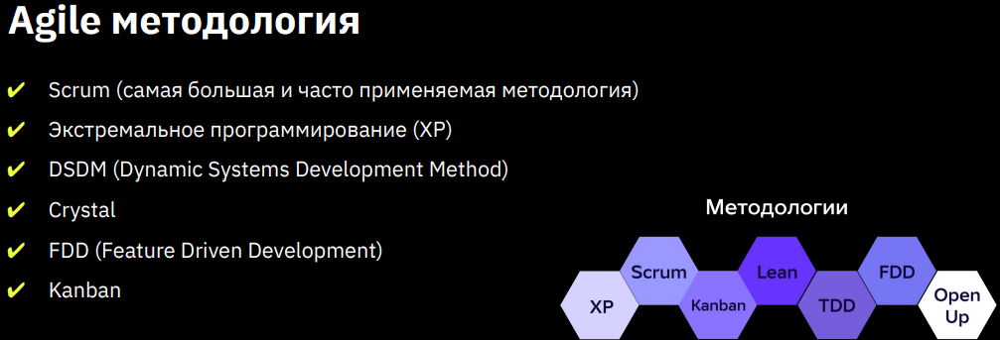 Agile методология
✔ Scrum (самая большая и часто применяемая методология)
✔ Экстремальное программирование (XP)
✔ DSDM (Dynamic Systems Development Method)
✔ Crystal
✔ FDD (Feature Driven Development)
✔ Kanban
Методологии
XP
Scrum
Kanban
Lean
TDD
FDD
Open
Up